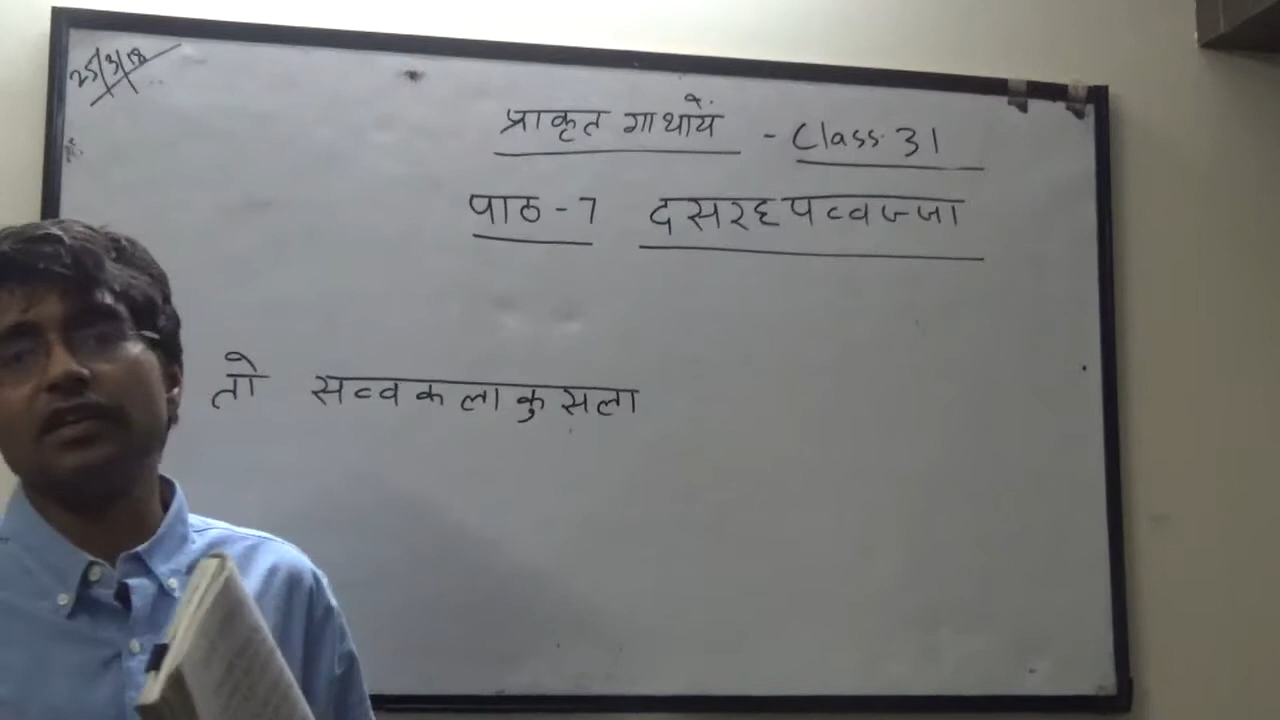 25/3/18
प्राकृत गाथायें - Class 31
पाठ - 7 दसरहपव्वज्जा
तो सव्वकलाकुसला